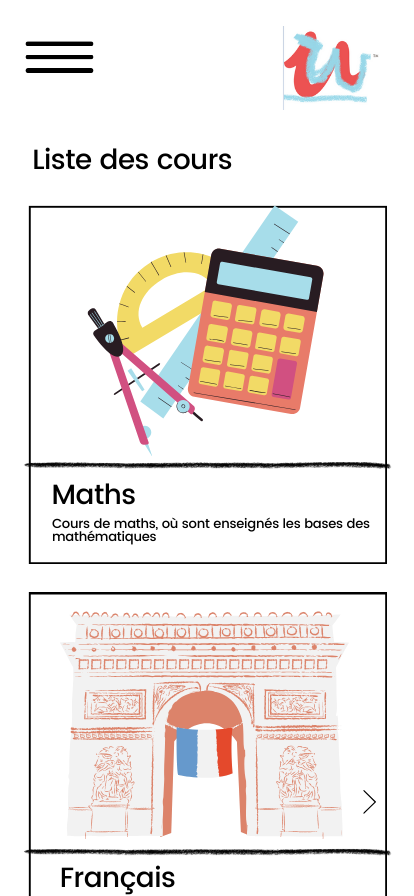 Liste des cours
Maths
Cours de maths, où sont enseignés les bases des
mathématiques
Français